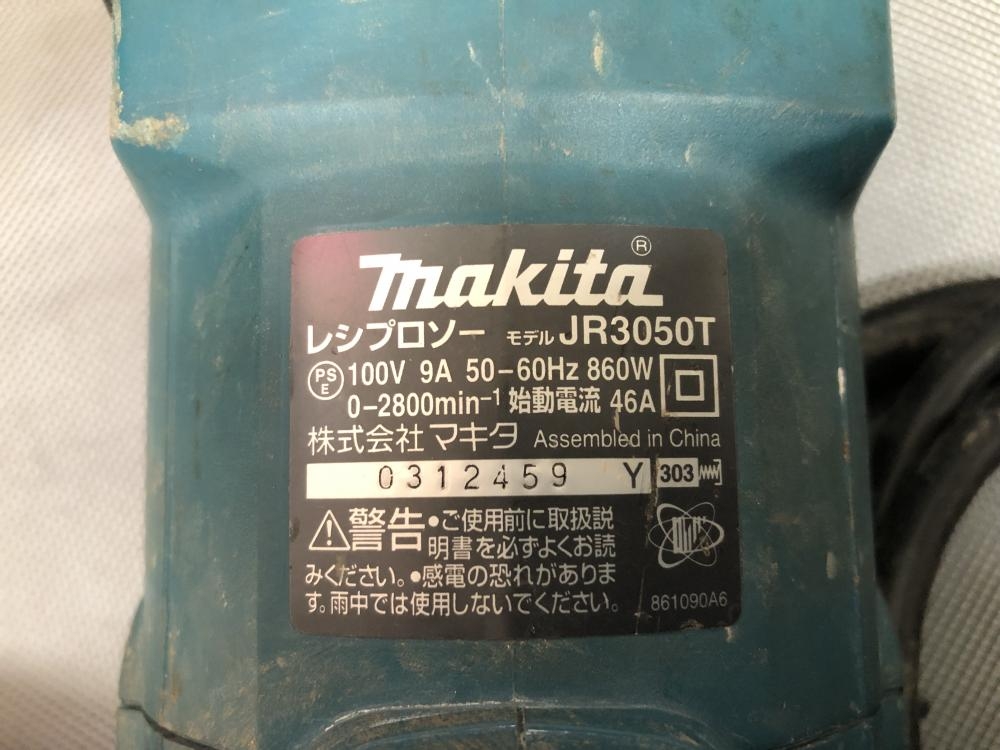 makita®
レシプロソー モデル JR3050T
PSE 100V 9A 50-60Hz 860W
0-2800min⁻¹ 始動電流 46A
株式会社マキタ Assembled in China
0312459 Y 303
警告 •ご使用前に取扱説
明書を必ずよくお読
みください。•感電の恐れがありま
す。雨中では使用しないでください。
861090A6